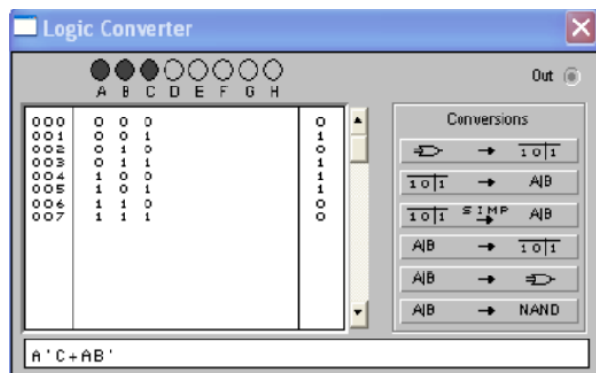 Logic Converter
A B C D E F G H
Out
000 0 0 0 0
001 0 0 1 1
002 0 1 0 0
003 0 1 1 1
004 1 0 0 1
005 1 0 1 1
006 1 1 0 0
007 1 1 1 0
Conversions
→ 1 0 1
1 0 1 → A|B
1 0 1 SIMP → A|B
A|B → 1 0 1
A|B →
A|B → NAND
A'C+AB'